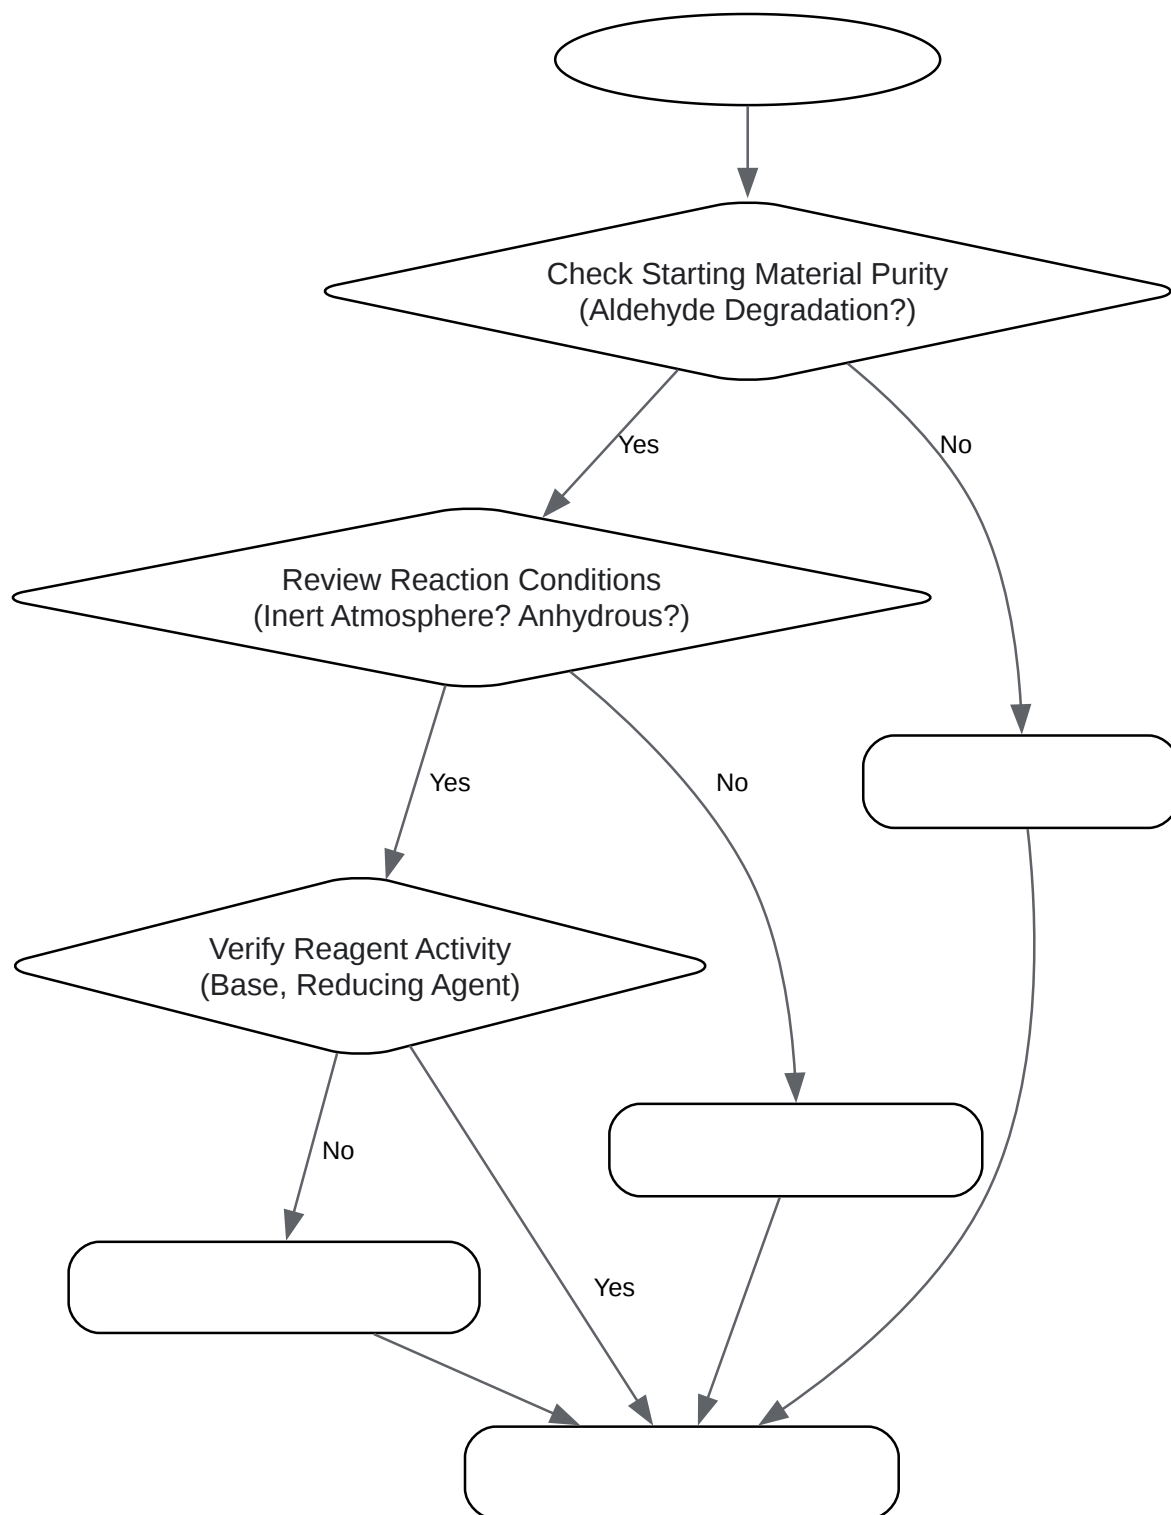 Check Starting Material Purity
(Aldehyde Degradation?)
Yes
No
Review Reaction Conditions
(Inert Atmosphere? Anhydrous?)
Yes
No
Verify Reagent Activity
(Base, Reducing Agent)
No
Yes